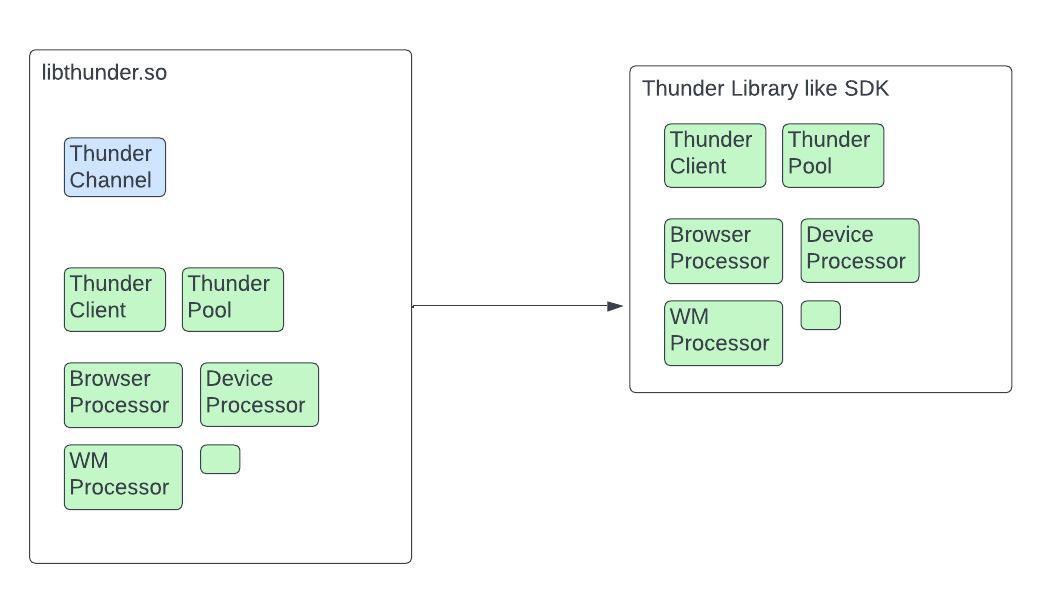 libthunder.so
Thunder
Channel
Thunder
Client
Thunder
Pool
Browser
Processor
Device
Processor
WM
Processor
Thunder Library like SDK
Thunder
Client
Thunder
Pool
Browser
Processor
Device
Processor
WM
Processor